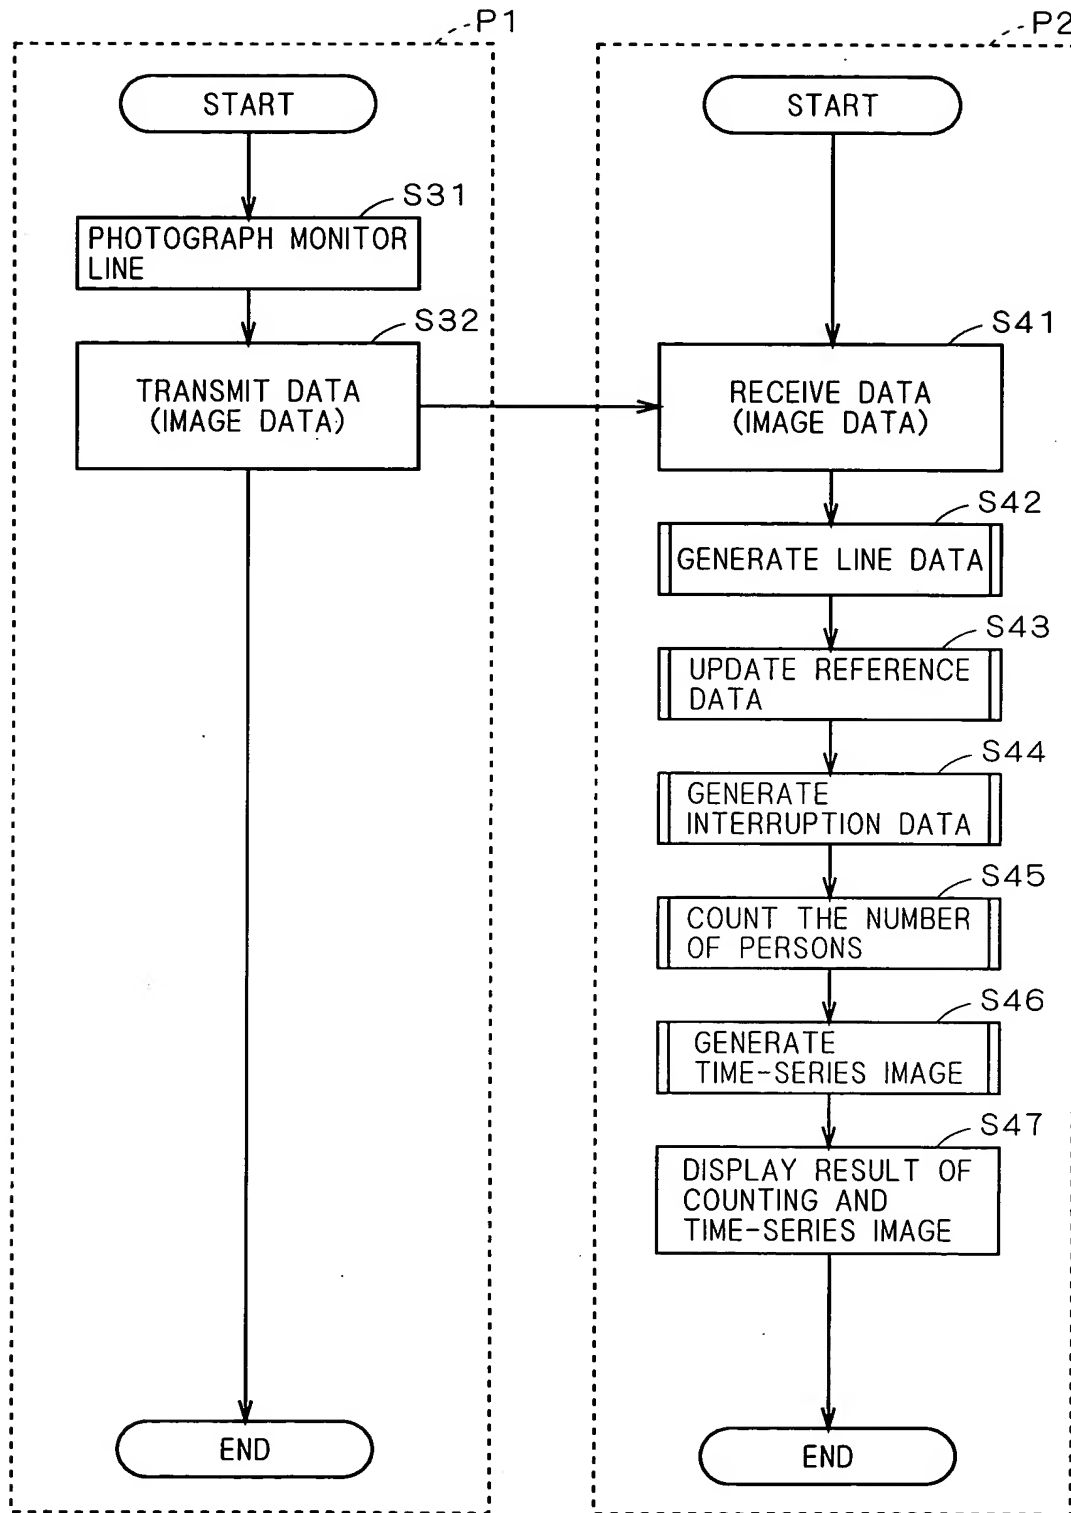 P1
START
S31
PHOTOGRAPH MONITOR
LINE
S32
TRANSMIT DATA
(IMAGE DATA)
END
P2
START
S41
RECEIVE DATA
(IMAGE DATA)
S42
GENERATE LINE DATA
S43
UPDATE REFERENCE
DATA
S44
GENERATE
INTERRUPTION DATA
S45
COUNT THE NUMBER
OF PERSONS
S46
GENERATE
TIME-SERIES IMAGE
S47
DISPLAY RESULT OF
COUNTING AND
TIME-SERIES IMAGE
END